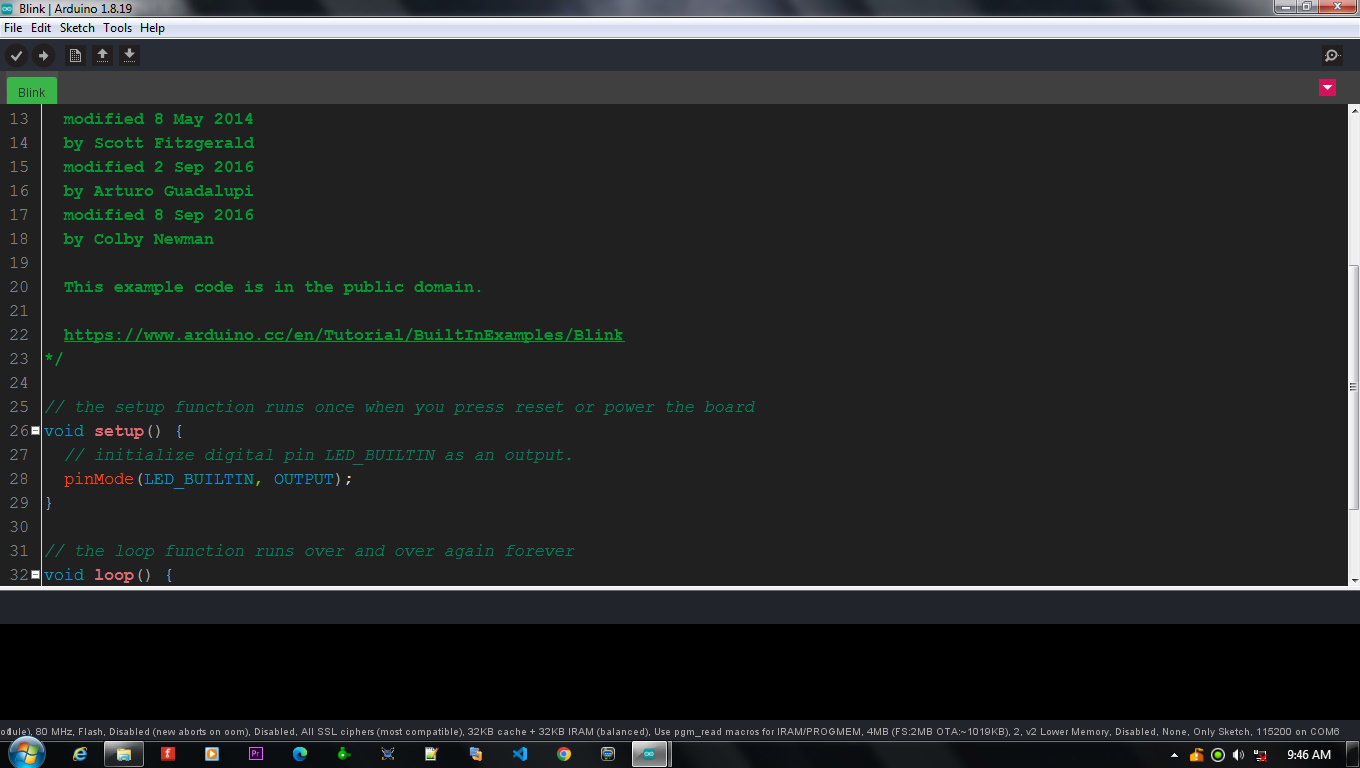 Blink | Arduino 1.8.19
File Edit Sketch Tools Help
Blink
13 modified 8 May 2014
14 by Scott Fitzgerald
15 modified 2 Sep 2016
16 by Arturo Guadalupi
17 modified 8 Sep 2016
18 by Colby Newman
19
20 This example code is in the public domain.
21
22 https://www.arduino.cc/en/Tutorial/BuiltInExamples/Blink
23 */
24
25 // the setup function runs once when you press reset or power the board
26 void setup() {
27 // initialize digital pin LED_BUILTIN as an output.
28 pinMode(LED_BUILTIN, OUTPUT);
29 }
30
31 // the loop function runs over and over again forever
32 void loop() {
odule), 80 MHz, Flash, Disabled (new aborts on oom), Disabled, All SSL ciphers (most compatible), 32KB cache + 32KB IRAM (balanced), Use pgm_read macros for IRAM/PROGMEM, 4MB (FS:2MB OTA:~1019KB), 2, v2 Lower Memory, Disabled, None, Only Sketch, 115200 on COM6
Pr
9:46 AM